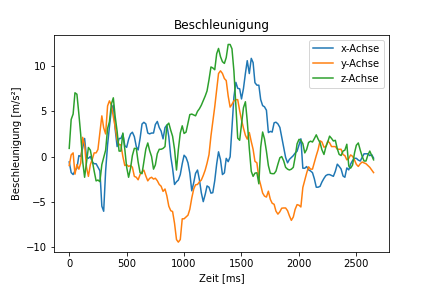 Beschleunigung
x-Achse
y-Achse
z-Achse
Beschleunigung [m/s²]
10
5
0
−5
−10
0 500 1000 1500 2000 2500
Zeit [ms]